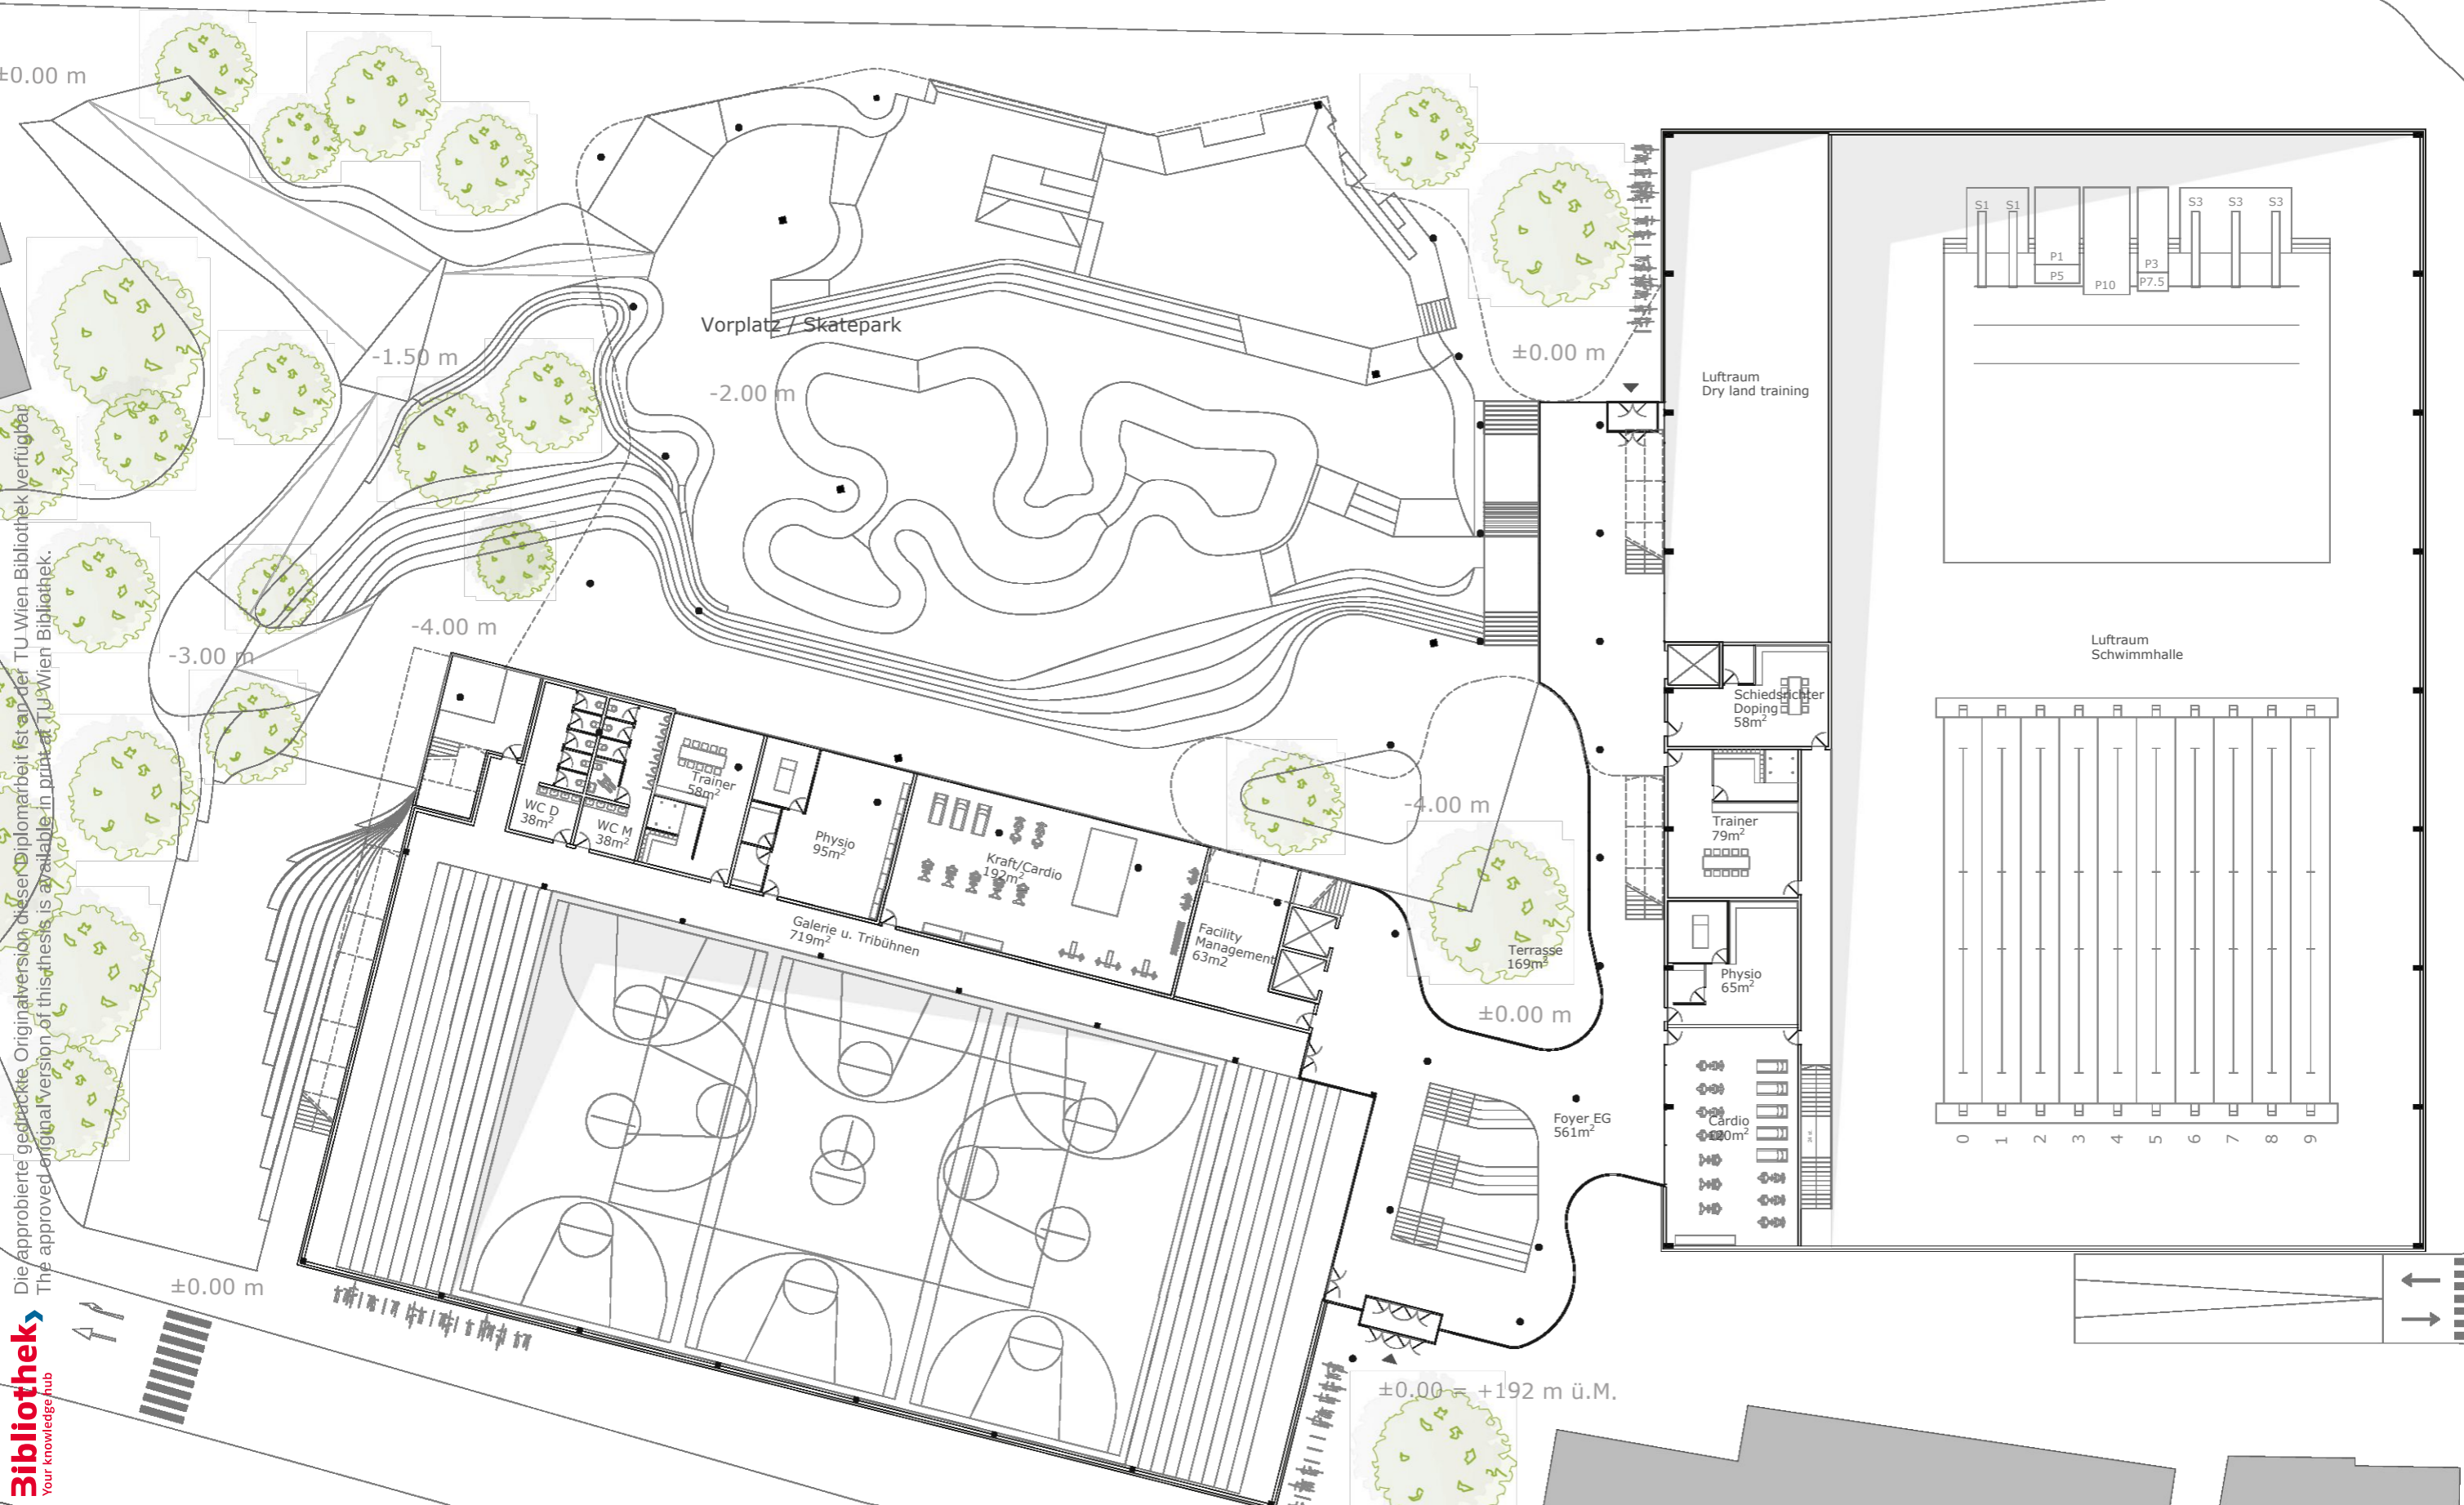 ±0.00 m
-1.50 m
Vorplatz / Skatepark
-2.00 m
±0.00 m
-4.00 m
-3.00 m
-4.00 m
±0.00 m
±0.00 m
±0.00 = +192 m ü.M.
Luftraum
Dry land training
S1
S1
P1
P5
P10
P3
P7.5
S3
S3
S3
Luftraum
Schwimmhalle
Schiedsrichter
Doping
58m²
Trainer
79m²
Physio
65m²
Cardio
WC D
38m²
WC M
38m²
Trainer
58m²
Physio
95m²
Kraft/Cardio
192m²
Facility
Management
63m2
Galerie u. Tribühnen
719m²
Terrasse
169m²
Foyer EG
561m²
0
1
2
3
4
5
6
7
8
9
Die approbierte gedruckte Originalversion dieser Diplomarbeit ist an der TU Wien Bibliothek verfügbar
The approved original version of this thesis is available in print at TU Wien Bibliothek.
Bibliothek
Your knowledge hub